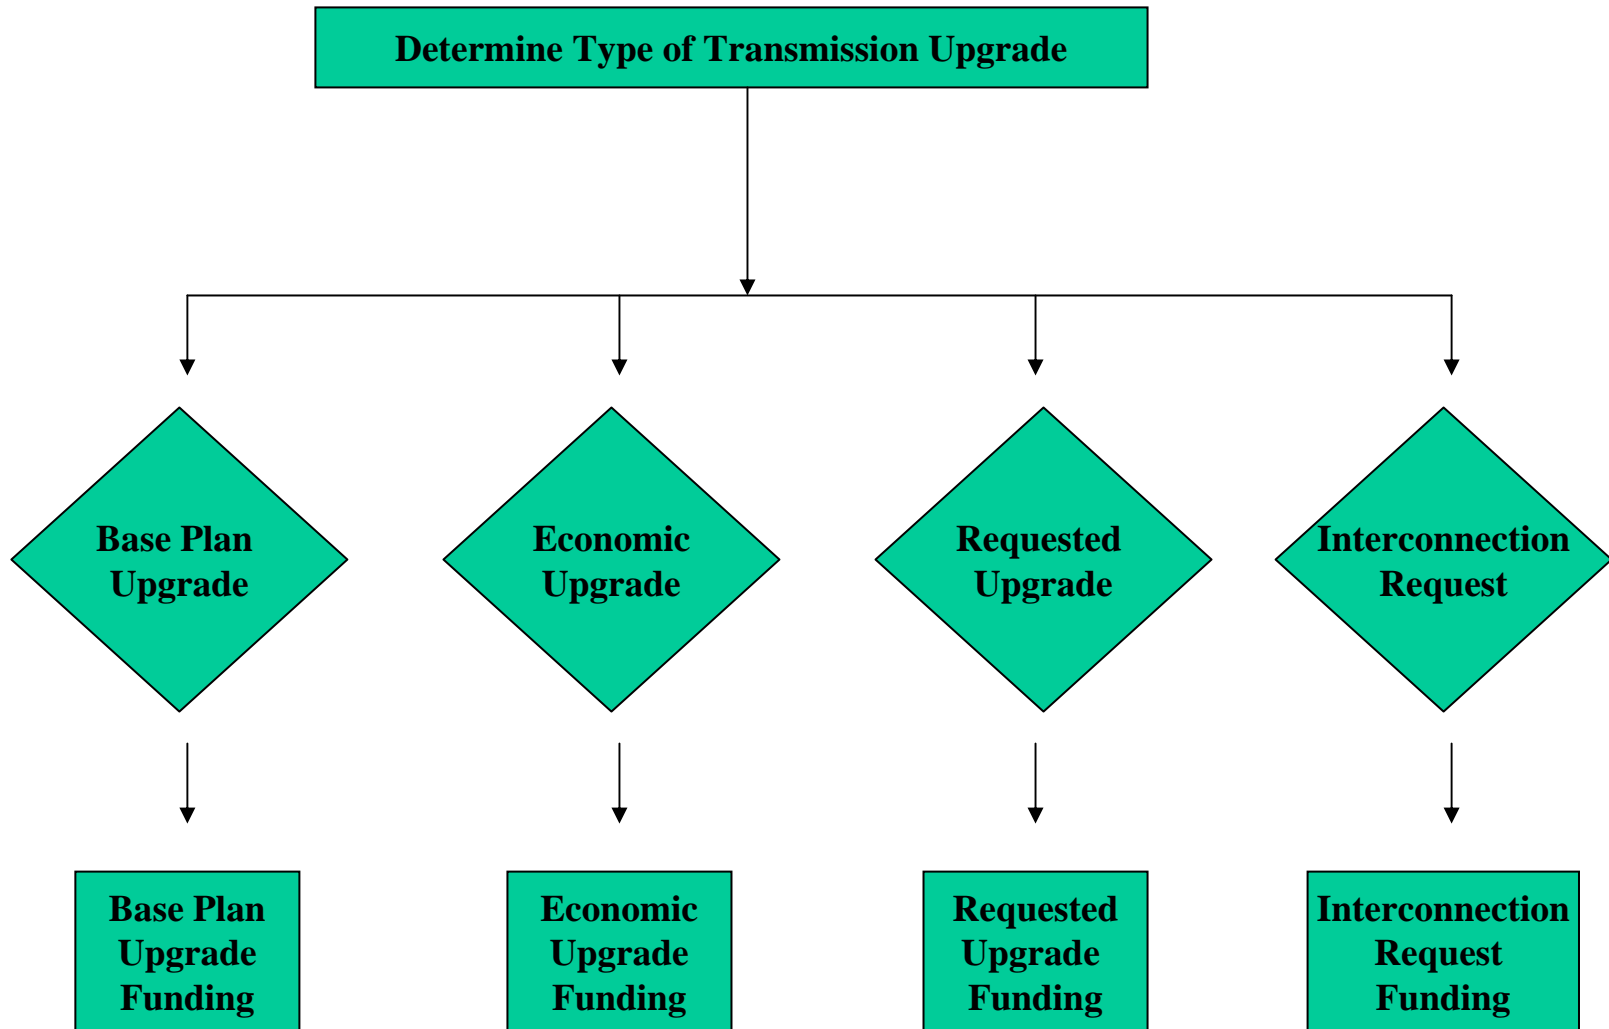 Determine Type of Transmission Upgrade
Base Plan
Upgrade
Economic
Upgrade
Requested
Upgrade
Interconnection
Request
Base Plan
Upgrade
Funding
Economic
Upgrade
Funding
Requested
Upgrade
Funding
Interconnection
Request
Funding